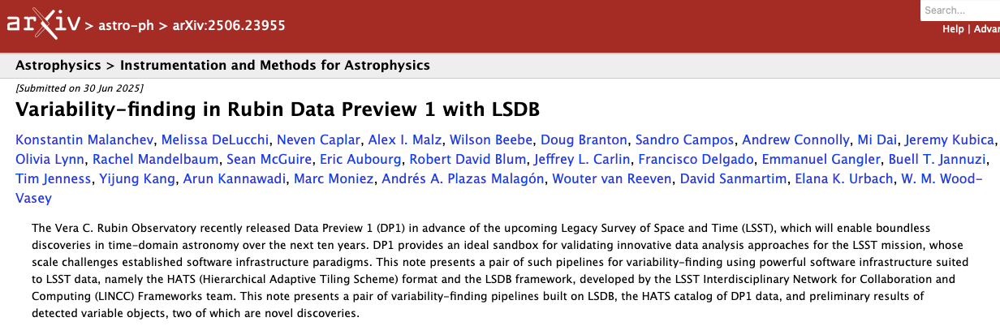 arXiv > astro-ph > arXiv:2506.23955
Search...
Help | Advan
Astrophysics > Instrumentation and Methods for Astrophysics
[Submitted on 30 Jun 2025]
Variability-finding in Rubin Data Preview 1 with LSDB
Konstantin Malanchev, Melissa DeLucchi, Neven Caplar, Alex I. Malz, Wilson Beebe, Doug Branton, Sandro Campos, Andrew Connolly, Mi Dai, Jeremy Kubica,
Olivia Lynn, Rachel Mandelbaum, Sean McGuire, Eric Aubourg, Robert David Blum, Jeffrey L. Carlin, Francisco Delgado, Emmanuel Gangler, Buell T. Jannuzi,
Tim Jenness, Yijung Kang, Arun Kannawadi, Marc Moniez, Andrés A. Plazas Malagón, Wouter van Reeven, David Sanmartim, Elana K. Urbach, W. M. Wood-
Vasey
The Vera C. Rubin Observatory recently released Data Preview 1 (DP1) in advance of the upcoming Legacy Survey of Space and Time (LSST), which will enable boundless
discoveries in time-domain astronomy over the next ten years. DP1 provides an ideal sandbox for validating innovative data analysis approaches for the LSST mission, whose
scale challenges established software infrastructure paradigms. This note presents a pair of such pipelines for variability-finding using powerful software infrastructure suited
to LSST data, namely the HATS (Hierarchical Adaptive Tiling Scheme) format and the LSDB framework, developed by the LSST Interdisciplinary Network for Collaboration and
Computing (LINCC) Frameworks team. This note presents a pair of variability-finding pipelines built on LSDB, the HATS catalog of DP1 data, and preliminary results of
detected variable objects, two of which are novel discoveries.